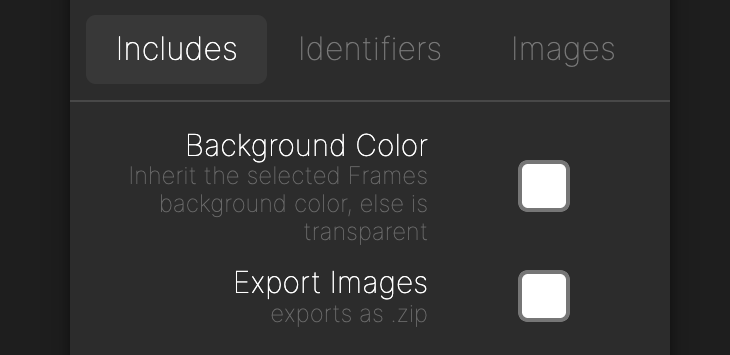 Includes Identifiers Images
Background Color
Inherit the selected Frames
background color, else is
transparent
Export Images
exports as .zip